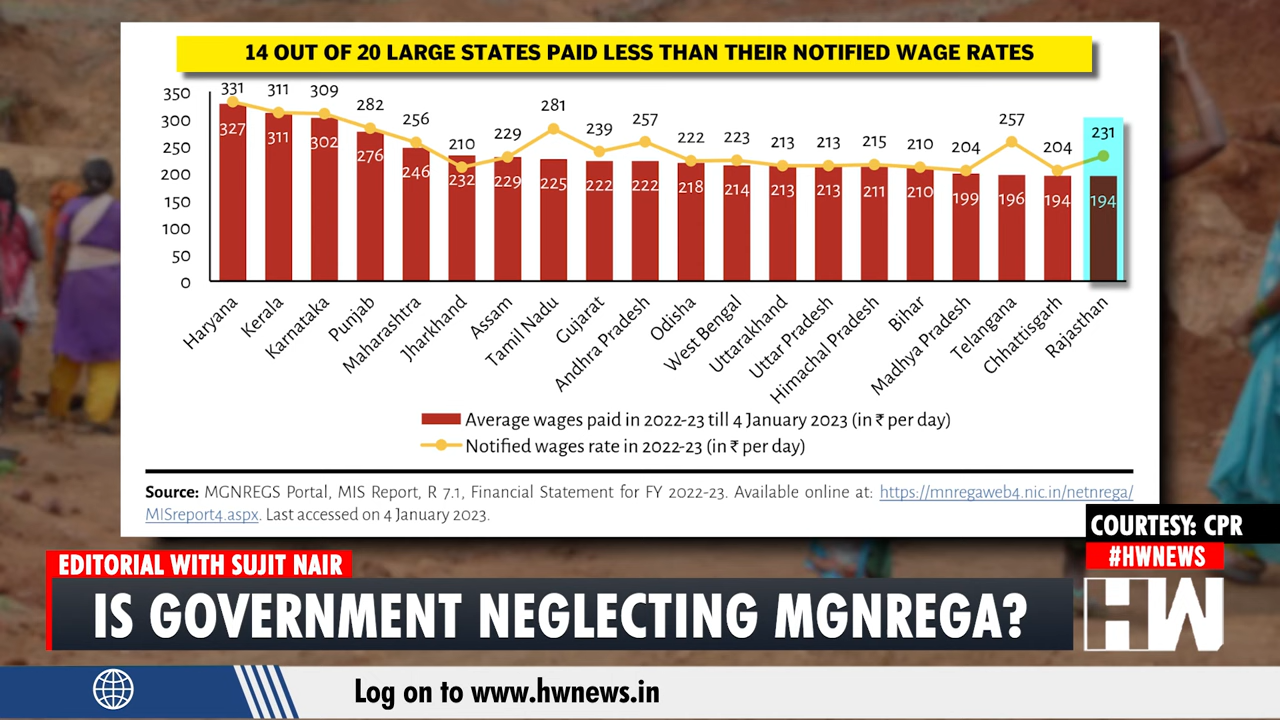 14 OUT OF 20 LARGE STATES PAID LESS THAN THEIR NOTIFIED WAGE RATES
350
300
250
200
150
100
50
0
331 311 309 282 256 210 229 281 239 257 222 223 213 213 215 210 204 257 204 231
327 311 302 276 246 232 229 225 222 222 218 214 213 213 211 210 199 196 194 194
Haryana
Kerala
Karnataka
Punjab
Maharashtra
Jharkhand
Assam
Tamil Nadu
Gujarat
Andhra Pradesh
Odisha
West Bengal
Uttarakhand
Uttar Pradesh
Himachal Pradesh
Bihar
Madhya Pradesh
Telangana
Chhattisgarh
Rajasthan
Average wages paid in 2022-23 till 4 January 2023 (in ₹ per day)
Notified wages rate in 2022-23 (in ₹ per day)
Source: MGNREGS Portal, MIS Report, R 7.1, Financial Statement for FY 2022-23. Available online at: https://mnregaweb4.nic.in/netnrega/
MISreport4.aspx. Last accessed on 4 January 2023.
COURTESY: CPR
EDITORIAL WITH SUJIT NAIR
#HWNEWS
IS GOVERNMENT NEGLECTING MGNREGA?
HW
Log on to www.hwnews.in